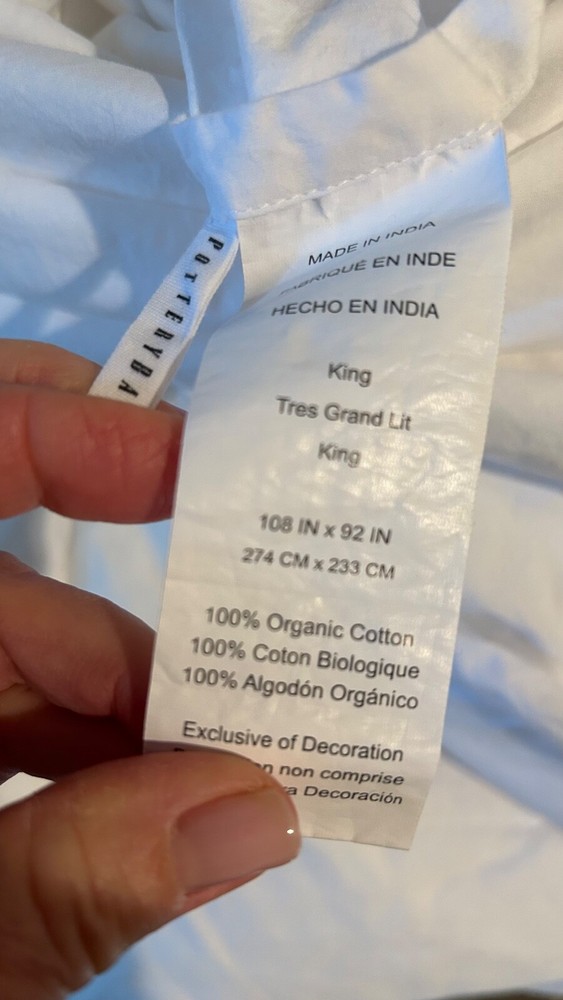 POTTERYBA
MADE IN INDIA
FABRIQUÉ EN INDE
HECHO EN INDIA
King
Tres Grand Lit
King
108 IN x 92 IN
274 CM x 233 CM
100% Organic Cotton
100% Coton Biologique
100% Algodón Orgánico
Exclusive of Decoration
non comprise
Decoración